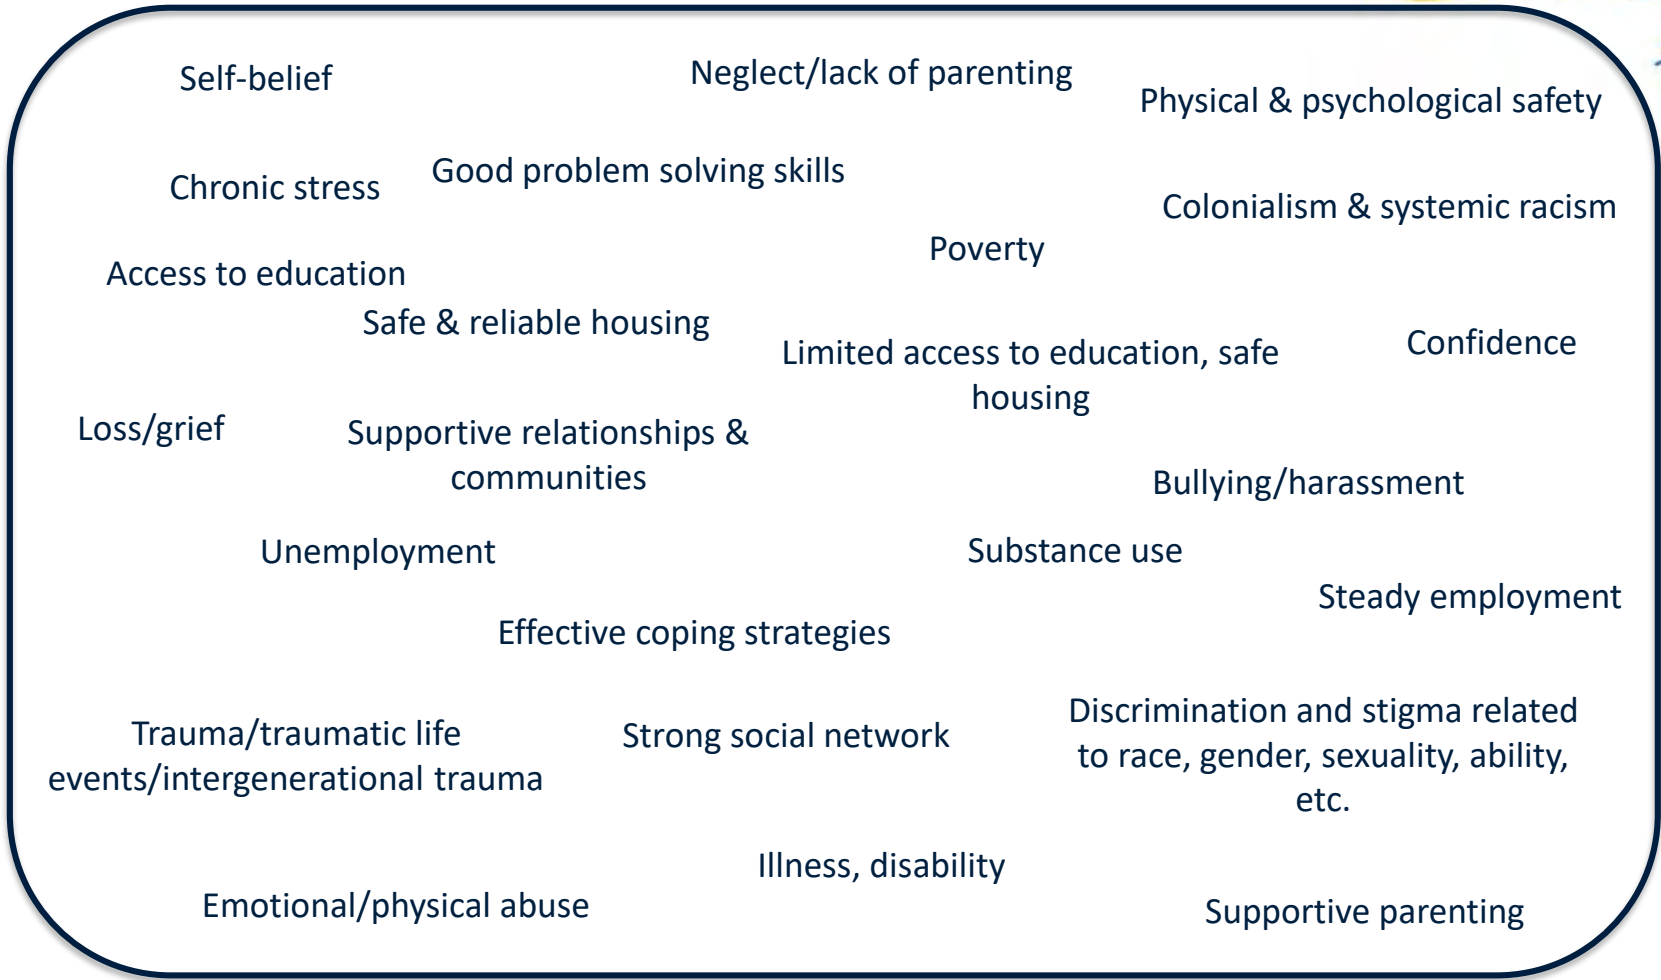 Self-belief
Neglect/lack of parenting
Physical & psychological safety
Chronic stress
Good problem solving skills
Colonialism & systemic racism
Poverty
Access to education
Safe & reliable housing
Limited access to education, safe
housing
Confidence
Loss/grief
Supportive relationships &
communities
Bullying/harassment
Unemployment
Substance use
Steady employment
Effective coping strategies
Trauma/traumatic life
events/intergenerational trauma
Strong social network
Discrimination and stigma related
to race, gender, sexuality, ability,
etc.
Illness, disability
Emotional/physical abuse
Supportive parenting